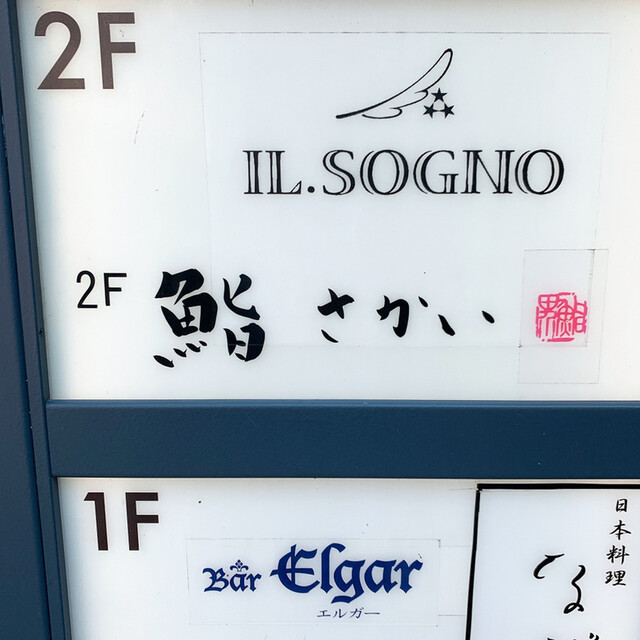 2F
IL.SOGNO
2F 鮨 さかい
1F
Bar Elgar
エルガー
日本料理